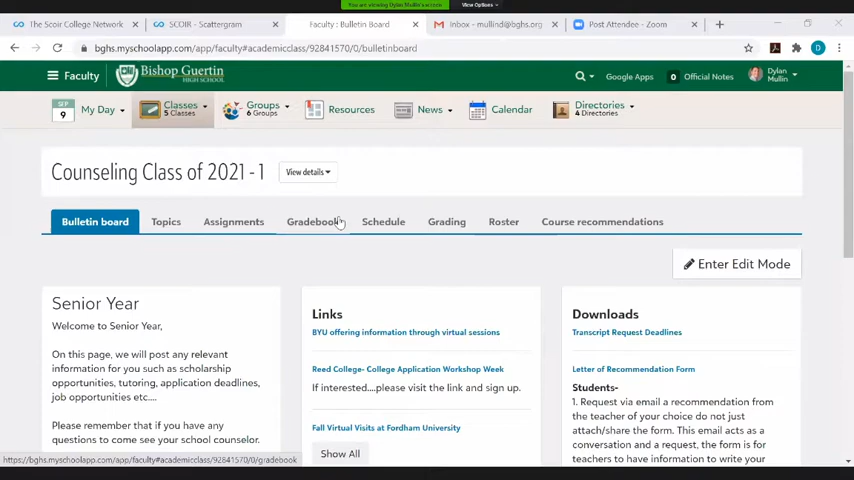 You are viewing Dylan Mullin's screen View Options
The Scoir College Network
SCOIR - Scattergram
Faculty : Bulletin Board
Inbox - mullind@bghs.org
Post Attendee - Zoom
bghs.myschoolapp.com/app/faculty#academicclass/92841570/0/bulletinboard
D
Faculty
Bishop Guertin
HIGH SCHOOL
Google Apps
0 Official Notes
Dylan
Mullin
SEP
9
My Day
Classes
5 Classes
Groups
6 Groups
Resources
News
Calendar
Directories
4 Directories
Counseling Class of 2021 - 1
View details
Bulletin board
Topics
Assignments
Gradebook
Schedule
Grading
Roster
Course recommendations
Enter Edit Mode
Senior Year
Welcome to Senior Year,
On this page, we will post any relevant
information for you such as scholarship
opportunities, tutoring, application deadlines,
job opportunities etc....
Please remember that if you have any
questions to come see your school counselor.
Links
BYU offering information through virtual sessions
Reed College- College Application Workshop Week
If interested....please visit the link and sign up.
Fall Virtual Visits at Fordham University
Show All
Downloads
Transcript Request Deadlines
Letter of Recommendation Form
Students-
1. Request via email a recommendation from
the teacher of your choice do not just
attach/share the form. This email acts as a
conversation and a request, the form is for
teachers to have information to write your
https://bghs.myschoolapp.com/app/faculty#academicclass/92841570/0/gradebook